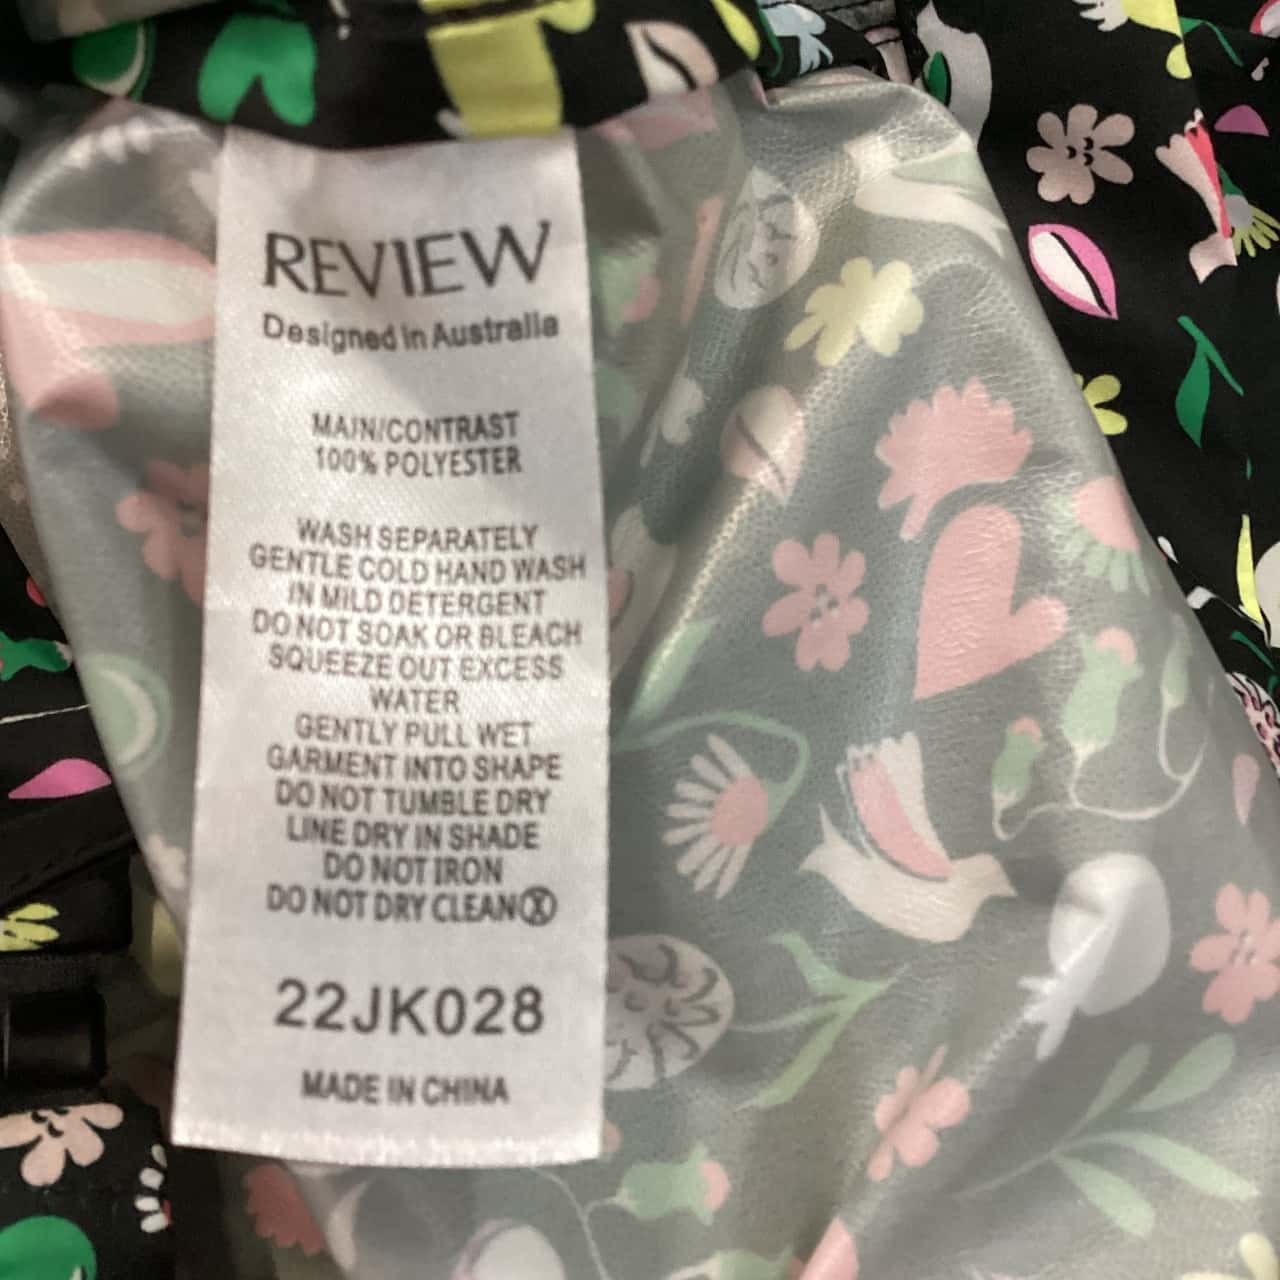 REVIEW
Designed in Australia
MAIN/CONTRAST
100% POLYESTER
WASH SEPARATELY
GENTLE COLD HAND WASH
IN MILD DETERGENT
DO NOT SOAK OR BLEACH
SQUEEZE OUT EXCESS
WATER
GENTLY PULL WET
GARMENT INTO SHAPE
DO NOT TUMBLE DRY
LINE DRY IN SHADE
DO NOT IRON
DO NOT DRY CLEAN Ⓧ
22JK028
MADE IN CHINA